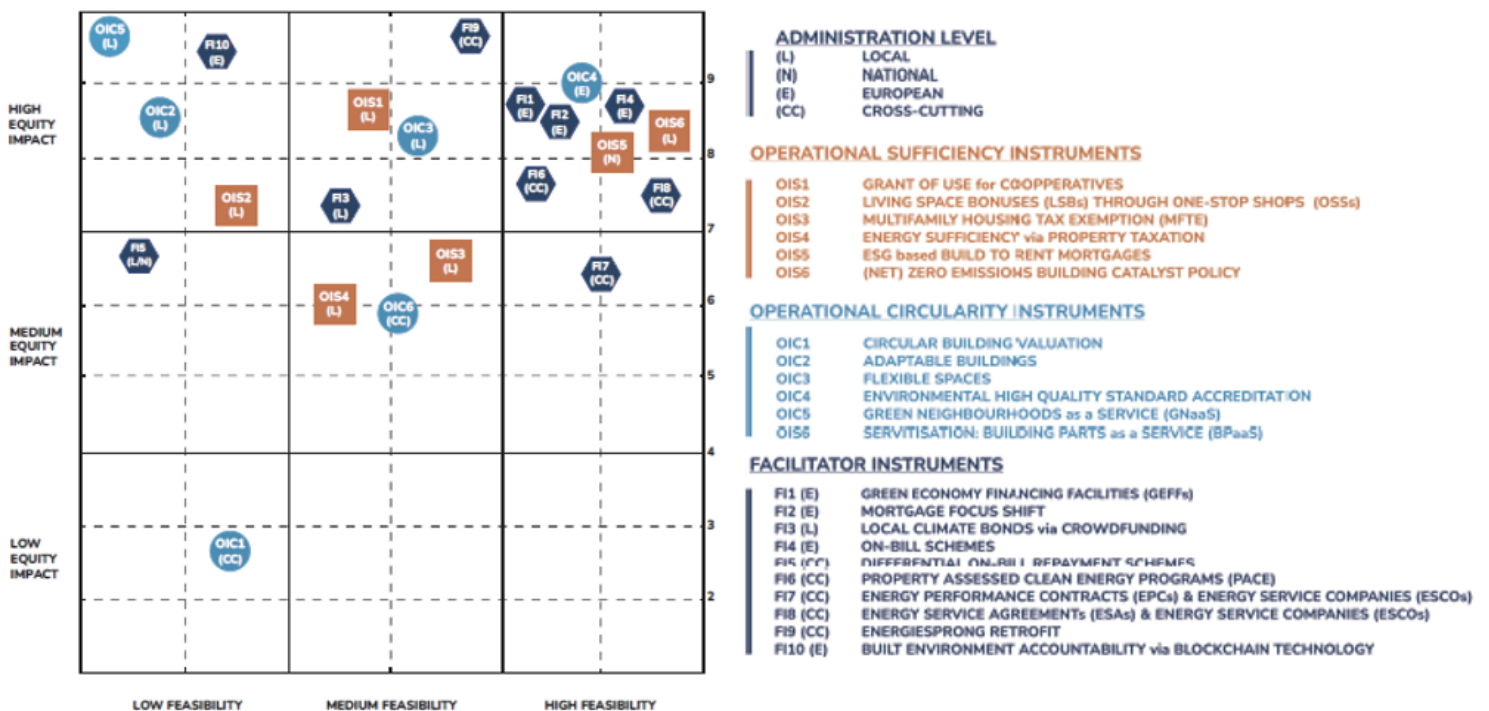 OIC5
(L)
FI10
(E)
FI9
(CC)
OIC4
(E)
9
HIGH
EQUITY
IMPACT
OIC2
(L)
OIS1
(L)
OIC3
(L)
FI1
(E)
FI2
(E)
FI4
(E)
OIS6
(L)
OIS5
(N)
8
OIS2
(L)
FI3
(L)
FI6
(CC)
FI8
(CC)
7
FI5
(L/N)
OIS3
(L)
FI7
(CC)
OIS4
(L)
OIC6
(CC)
6
MEDIUM
EQUITY
IMPACT
5
4
3
LOW
EQUITY
IMPACT
OIC1
(CC)
2
LOW FEASIBILITY
MEDIUM FEASIBILITY
HIGH FEASIBILITY
ADMINISTRATION LEVEL
(L) LOCAL
(N) NATIONAL
(E) EUROPEAN
(CC) CROSS-CUTTING
OPERATIONAL SUFFICIENCY INSTRUMENTS
OIS1 GRANT OF USE for COOPPERATIVES
OIS2 LIVING SPACE BONUSES (LSBs) THROUGH ONE-STOP SHOPS (OSSs)
OIS3 MULTIFAMILY HOUSING TAX EXEMPTION (MFTE)
OIS4 ENERGY SUFFICIENCY via PROPERTY TAXATION
OIS5 ESG based BUILD TO RENT MORTGAGES
OIS6 (NET) ZERO EMISSIONS BUILDING CATALYST POLICY
OPERATIONAL CIRCULARITY INSTRUMENTS
OIC1 CIRCULAR BUILDING VALUATION
OIC2 ADAPTABLE BUILDINGS
OIC3 FLEXIBLE SPACES
OIC4 ENVIRONMENTAL HIGH QUALITY STANDARD ACCREDITATION
OIC5 GREEN NEIGHBOURHOODS as a SERVICE (GNaaS)
OIS6 SERVITISATION: BUILDING PARTS as a SERVICE (BPaaS)
FACILITATOR INSTRUMENTS
FI1 (E) GREEN ECONOMY FINANCING FACILITIES (GEFFs)
FI2 (E) MORTGAGE FOCUS SHIFT
FI3 (L) LOCAL CLIMATE BONDS via CROWDFUNDING
FI4 (E) ON-BILL SCHEMES
FI5 (CC) DIFFERENTIAL ON-BILL REPAYMENT SCHEMES
FI6 (CC) PROPERTY ASSESSED CLEAN ENERGY PROGRAMS (PACE)
FI7 (CC) ENERGY PERFORMANCE CONTRACTS (EPCs) & ENERGY SERVICE COMPANIES (ESCOs)
FI8 (CC) ENERGY SERVICE AGREEMENTs (ESAs) & ENERGY SERVICE COMPANIES (ESCOs)
FI9 (CC) ENERGIESPRONG RETROFIT
FI10 (E) BUILT ENVIRONMENT ACCOUNTABILITY via BLOCKCHAIN TECHNOLOGY